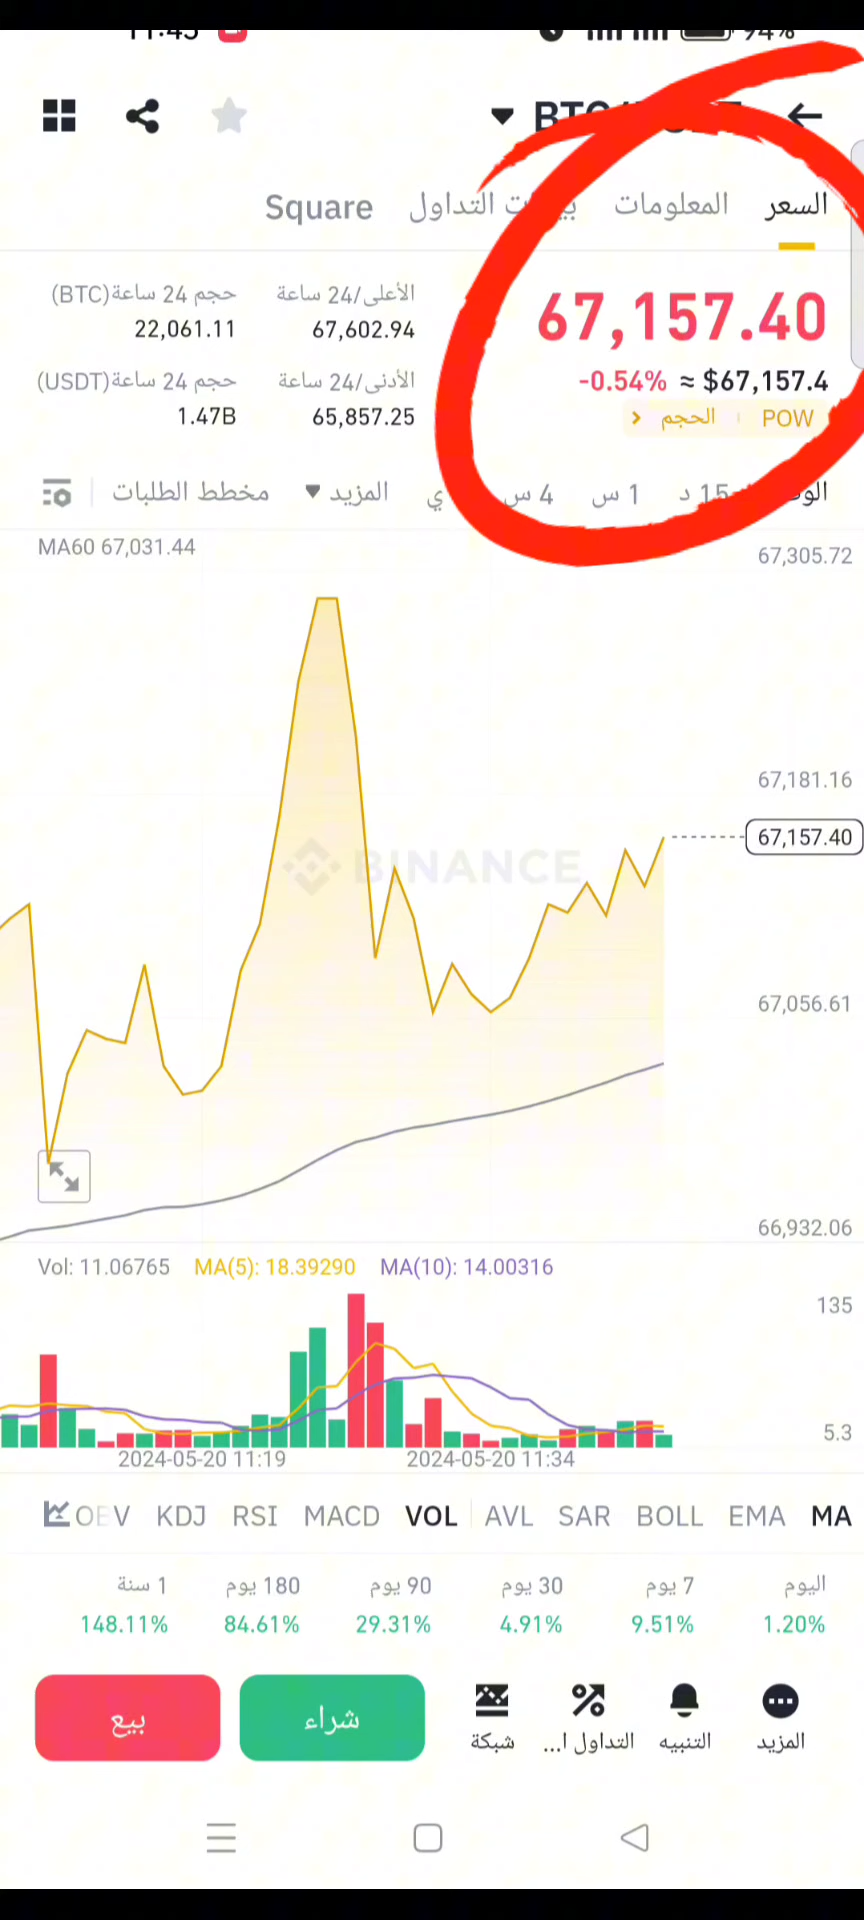 94%
السعر المعلومات التداول Square
67,157.40
-0.54% ≈ $67,157.4
POW الحجم
الأعلى/24 ساعة
67,602.94
حجم 24 ساعة(BTC)
22,061.11
الأدنى/24 ساعة
65,857.25
حجم 24 ساعة(USDT)
1.47B
15 د 1 س 4 س ي المزيد مخطط الطلبات
MA60 67,031.44
67,305.72
67,181.16
67,157.40
BINANCE
67,056.61
66,932.06
Vol: 11.06765 MA(5): 18.39290 MA(10): 14.00316
135
5.3
2024-05-20 11:19 2024-05-20 11:34
OBV KDJ RSI MACD VOL AVL SAR BOLL EMA MA
اليوم 7 يوم 30 يوم 90 يوم 180 يوم 1 سنة
1.20% 9.51% 4.91% 29.31% 84.61% 148.11%
المزيد التنبيه التداول ا... شبكة شراء بيع